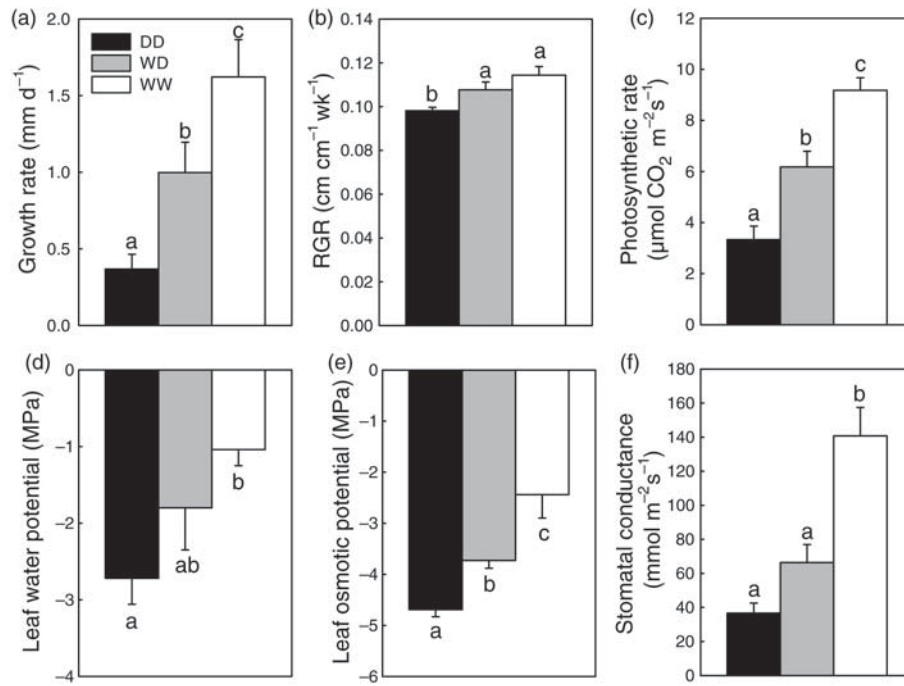 (a)
2.0
1.5
1.0
0.5
0.0
Growth rate (mm d⁻¹)
DD
WD
WW
a
b
c
(b)
0.14
0.12
0.10
0.08
0.06
0.04
0.02
0.00
RGR (cm cm⁻¹ wk⁻¹)
b
a
a
(c)
12
10
8
6
4
2
0
Photosynthetic rate
(µmol CO₂ m⁻²s⁻¹)
a
b
c
(d)
0
–1
–2
–3
–4
Leaf water potential (MPa)
a
ab
b
(e)
0
–1
–2
–3
–4
–5
–6
Leaf osmotic potential (MPa)
a
b
c
(f)
180
160
140
120
100
80
60
40
20
0
Stomatal conductance
(mmol m⁻²s⁻¹)
a
a
b